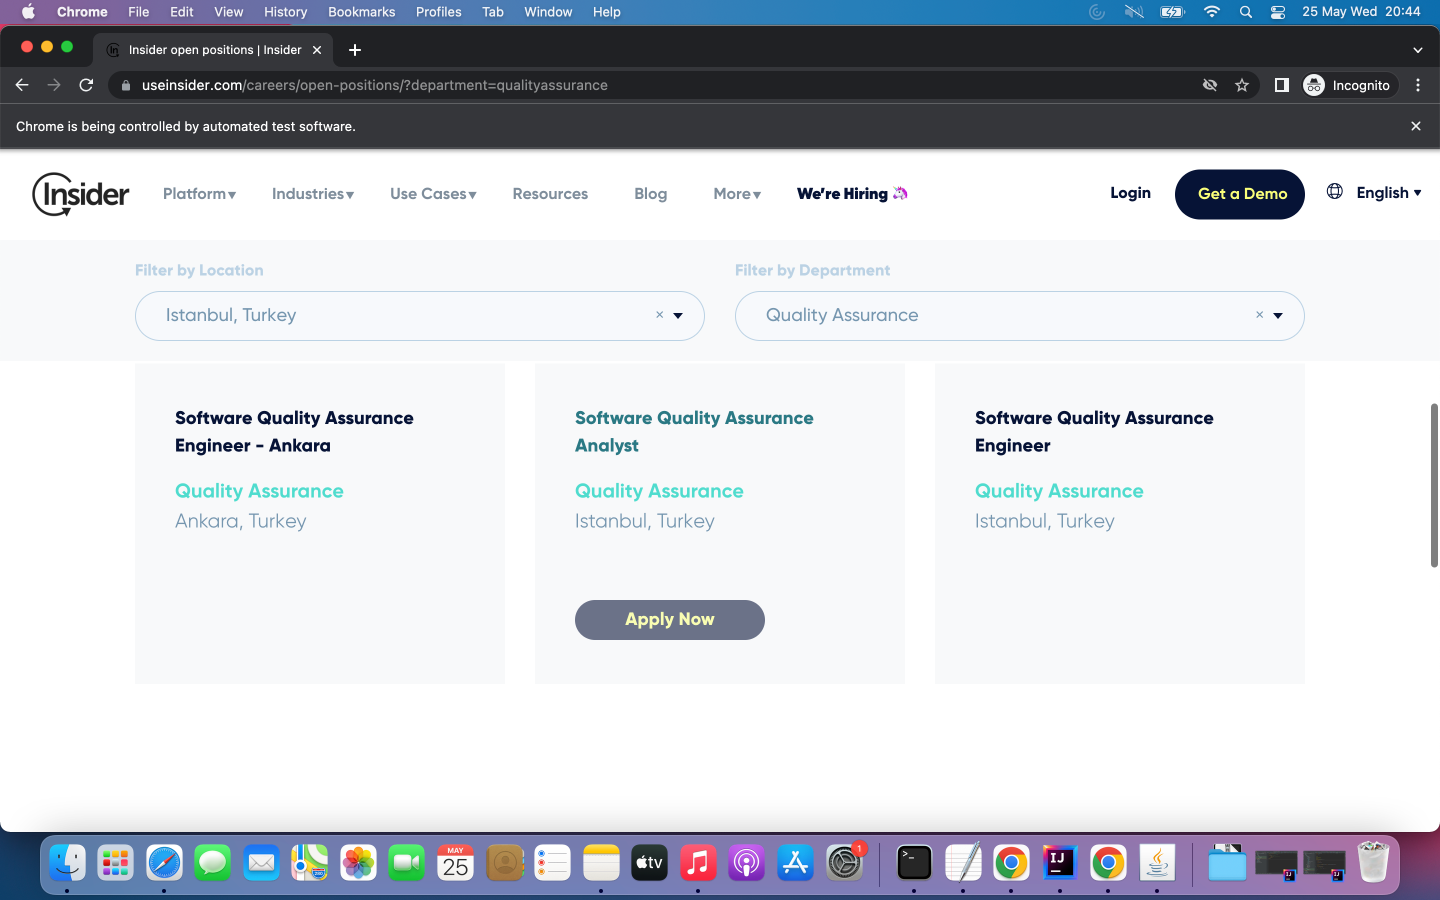 Chrome File Edit View History Bookmarks Profiles Tab Window Help 25 May Wed 20:44
Insider open positions | Insider
useinsider.com/careers/open-positions/?department=qualityassurance Incognito
Chrome is being controlled by automated test software.
Insider Platform Industries Use Cases Resources Blog More We're Hiring Login Get a Demo English
Filter by Location Filter by Department
Istanbul, Turkey × Quality Assurance ×
Software Quality Assurance
Engineer - Ankara
Quality Assurance
Ankara, Turkey
Software Quality Assurance
Analyst
Quality Assurance
Istanbul, Turkey
Apply Now
Software Quality Assurance
Engineer
Quality Assurance
Istanbul, Turkey
MAY
25
tv
1
IJ